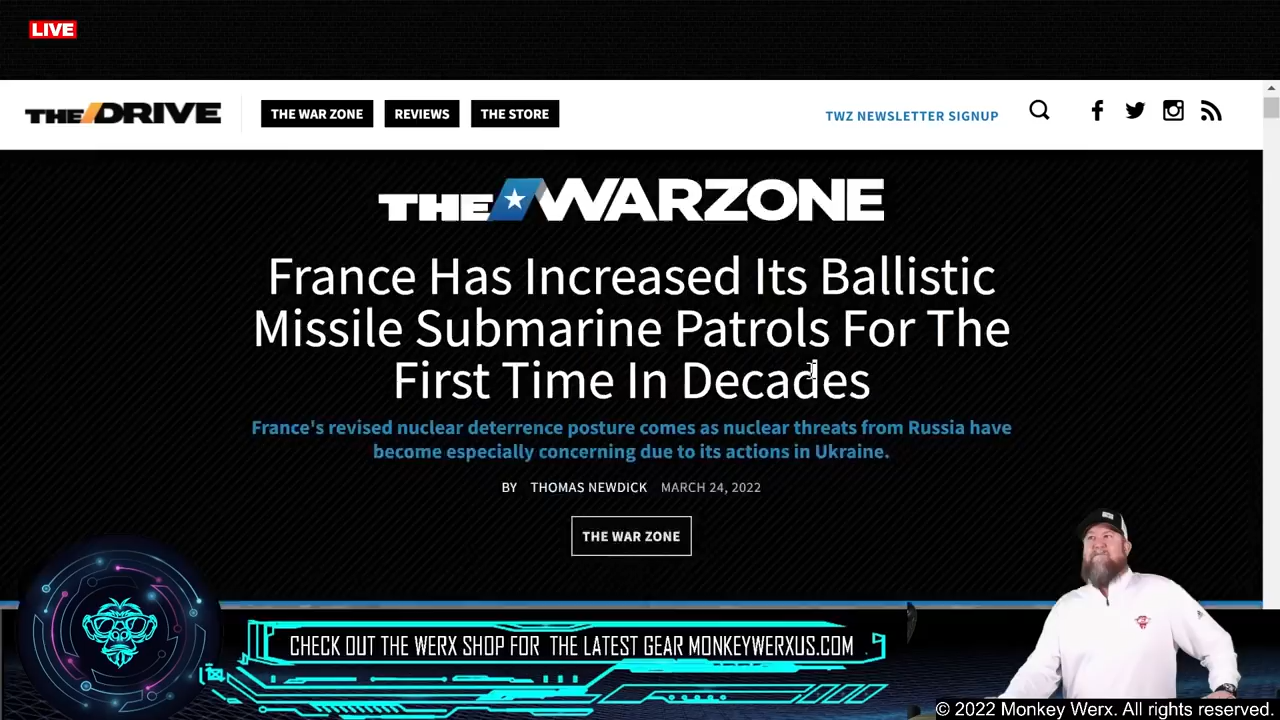 LIVE
THE DRIVE
THE WAR ZONE
REVIEWS
THE STORE
TWZ NEWSLETTER SIGNUP
THE WARZONE
France Has Increased Its Ballistic
Missile Submarine Patrols For The
First Time In Decades
France's revised nuclear deterrence posture comes as nuclear threats from Russia have
become especially concerning due to its actions in Ukraine.
BY THOMAS NEWDICK MARCH 24, 2022
THE WAR ZONE
CHECK OUT THE WERX SHOP FOR THE LATEST GEAR MONKEYWERXUS.COM
© 2022 Monkey Werx. All rights reserved.